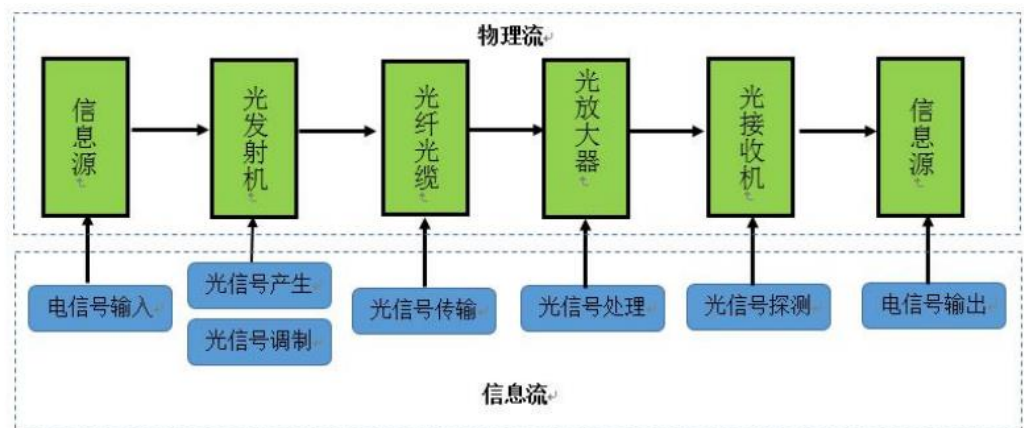 物理流
信息源
光发射机
光纤光缆
光放大器
光接收机
信息源
电信号输入
光信号产生
光信号调制
光信号传输
光信号处理
光信号探测
电信号输出
信息流